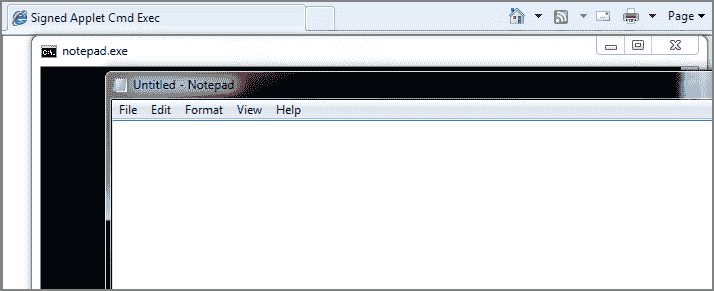 Signed Applet Cmd Exec
Page
C:\.
notepad.exe
Untitled - Notepad
File Edit Format View Help